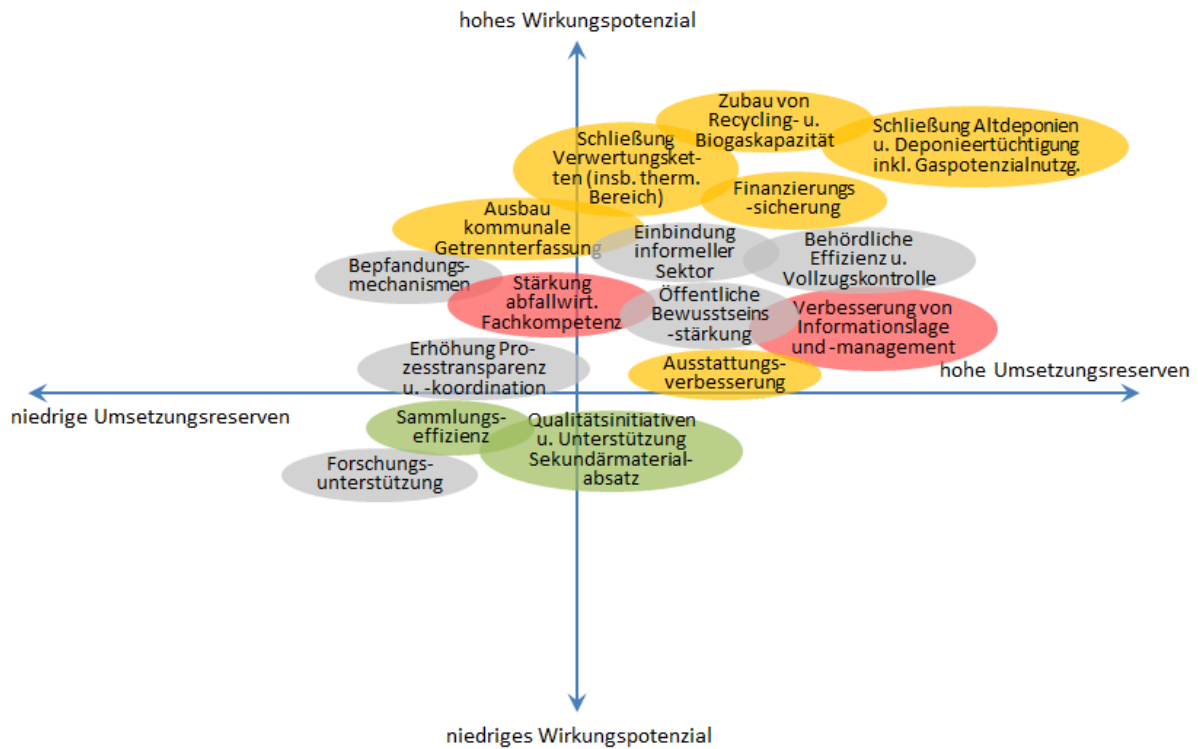 hohes Wirkungspotenzial
Zubau von
Recycling- u.
Biogaskapazität
Schließung Altdeponien
u. Deponieertüchtigung
inkl. Gaspotenzialnutzg.
Schließung
Verwertungsket-
ten (insb. therm.
Bereich)
Finanzierungs
-sicherung
Ausbau
kommunale
Getrennterfassung
Einbindung
informeller
Sektor
Behördliche
Effizienz u.
Vollzugskontrolle
Bepfandungs-
mechanismen
Stärkung
abfallwirt.
Fachkompetenz
Öffentliche
Bewusstseins
-stärkung
Verbesserung von
Informationslage
und -management
Erhöhung Pro-
zesstransparenz
u. -koordination
Ausstattungs-
verbesserung
hohe Umsetzungsreserven
niedrige Umsetzungsreserven
Sammlungs-
effizienz
Qualitätsinitiativen
u. Unterstützung
Sekundärmaterial-
absatz
Forschungs-
unterstützung
niedriges Wirkungspotenzial